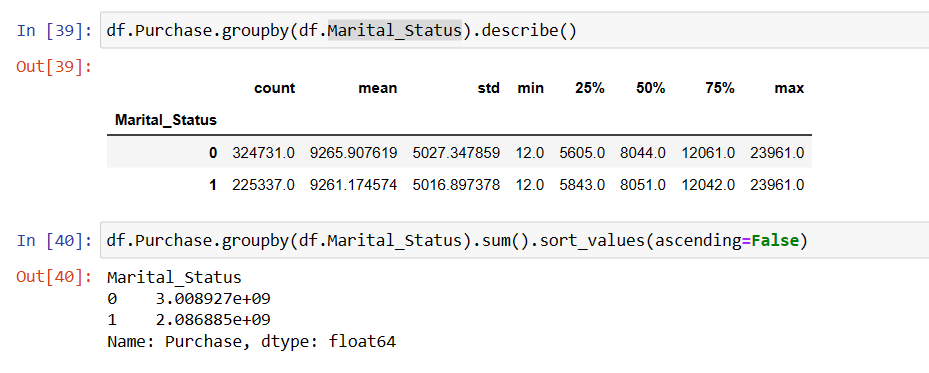 In [39]: df.Purchase.groupby(df.Marital_Status).describe()
Out[39]:
count mean std min 25% 50% 75% max
Marital_Status
0 324731.0 9265.907619 5027.347859 12.0 5605.0 8044.0 12061.0 23961.0
1 225337.0 9261.174574 5016.897378 12.0 5843.0 8051.0 12042.0 23961.0
In [40]: df.Purchase.groupby(df.Marital_Status).sum().sort_values(ascending=False)
Out[40]: Marital_Status
0    3.008927e+09
1    2.086885e+09
Name: Purchase, dtype: float64